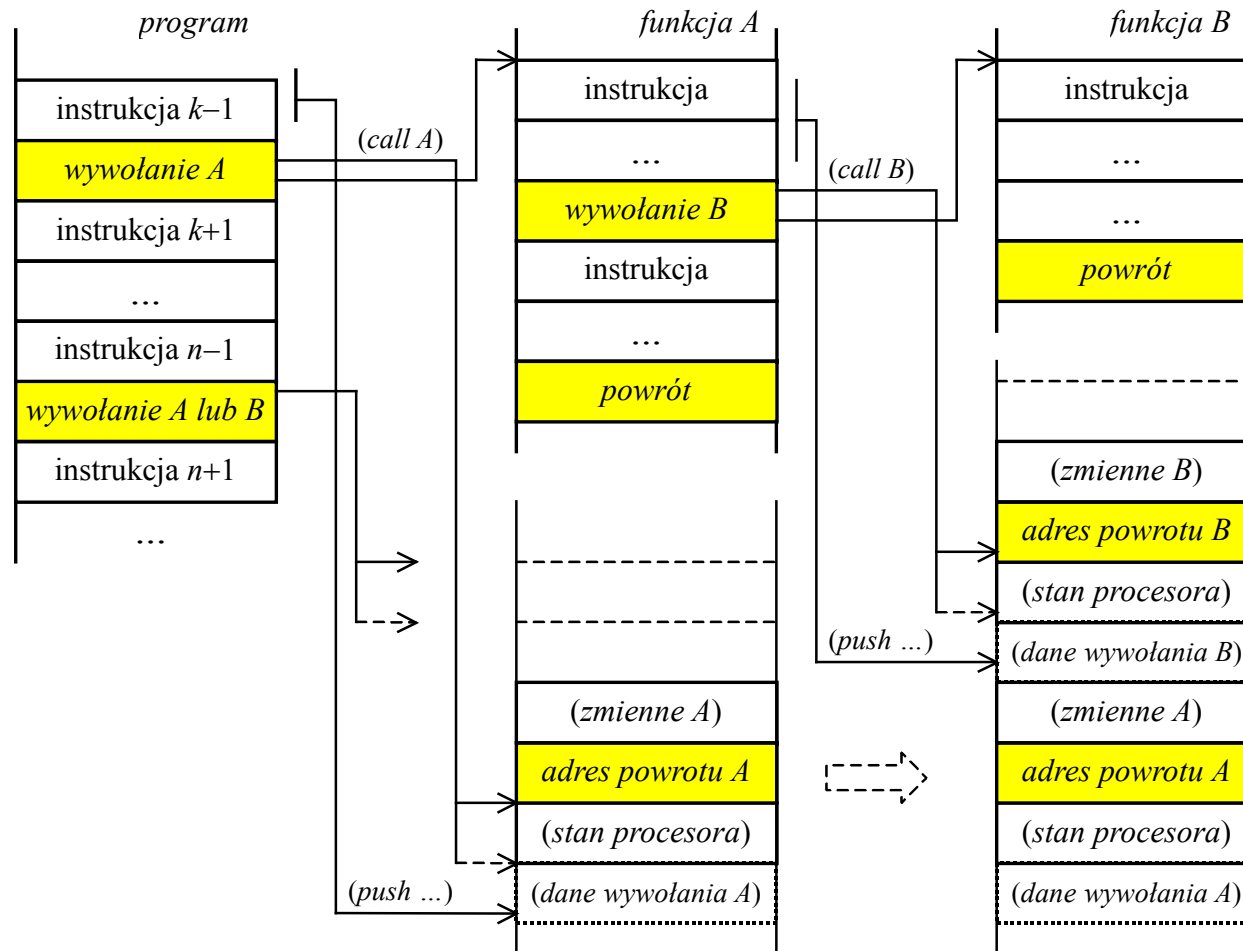 program
instrukcja k–1
wywołanie A
instrukcja k+1
...
instrukcja n–1
wywołanie A lub B
instrukcja n+1
...
(call A)
(push ...)
funkcja A
instrukcja
...
wywołanie B
instrukcja
...
powrót
(zmienne A)
adres powrotu A
(stan procesora)
(dane wywołania A)
(call B)
(push ...)
funkcja B
instrukcja
...
...
powrót
(zmienne B)
adres powrotu B
(stan procesora)
(dane wywołania B)
(zmienne A)
adres powrotu A
(stan procesora)
(dane wywołania A)